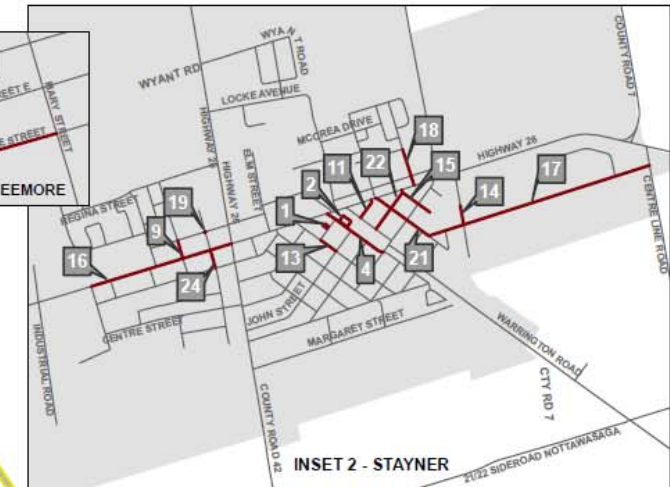 WYANT ROAD
WYANT RD
COUNTY ROAD 7
LOCKE AVENUE
MARY STREET
STREET E
STREET
EEMORE
MCCREA DRIVE
HIGHWAY 26
HIGHWAY 26
ELM STREET
HIGHWAY 26
18
11
22
15
2
17
14
REGINA STREET
19
1
CENTRE LINE ROAD
9
16
13
4
21
24
CENTRE STREET
JOHN STREET
MARGARET STREET
INDUSTRIAL ROAD
WARRINGTON ROAD
COUNTY ROAD 42
CTY RD 7
INSET 2 - STAYNER
21/22 SIDEROAD NOTTAWASAGA